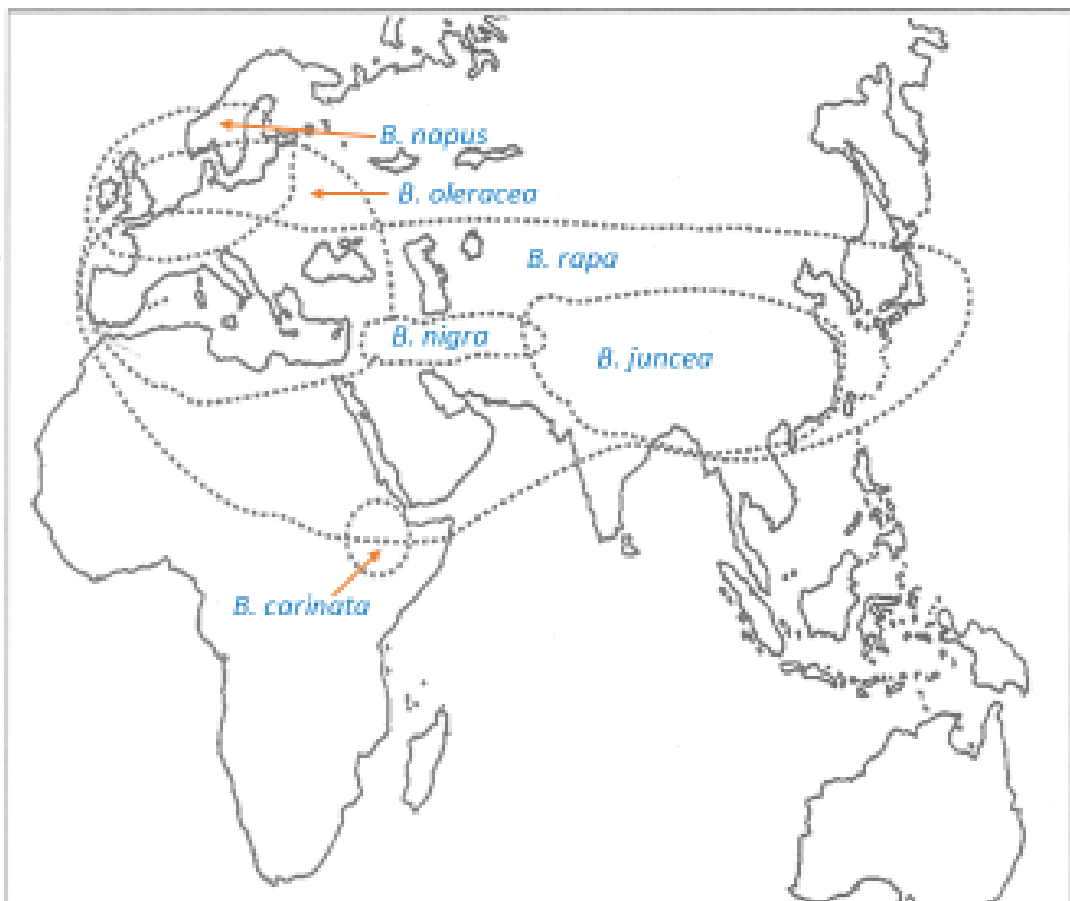 B. napus
B. oleracea
B. rapa
B. nigra
B. juncea
B. carinata